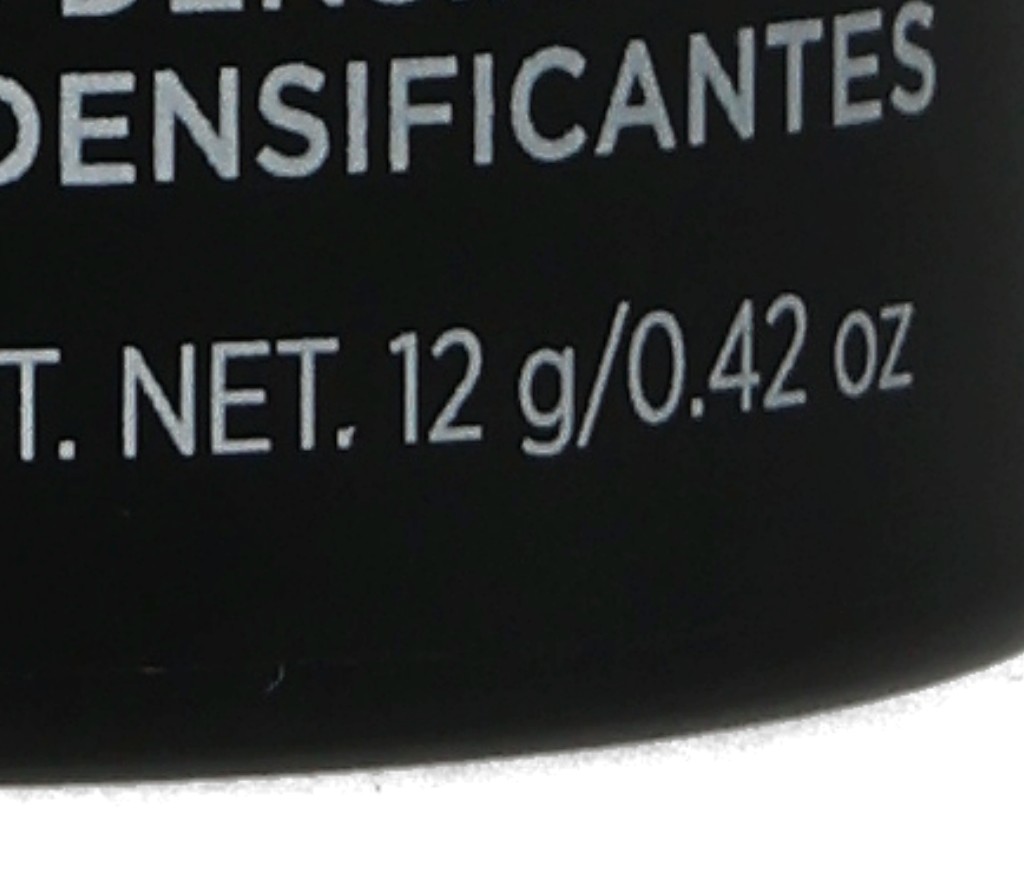 DENSIFICANTES
T. NET. 12 g/0.42 oz